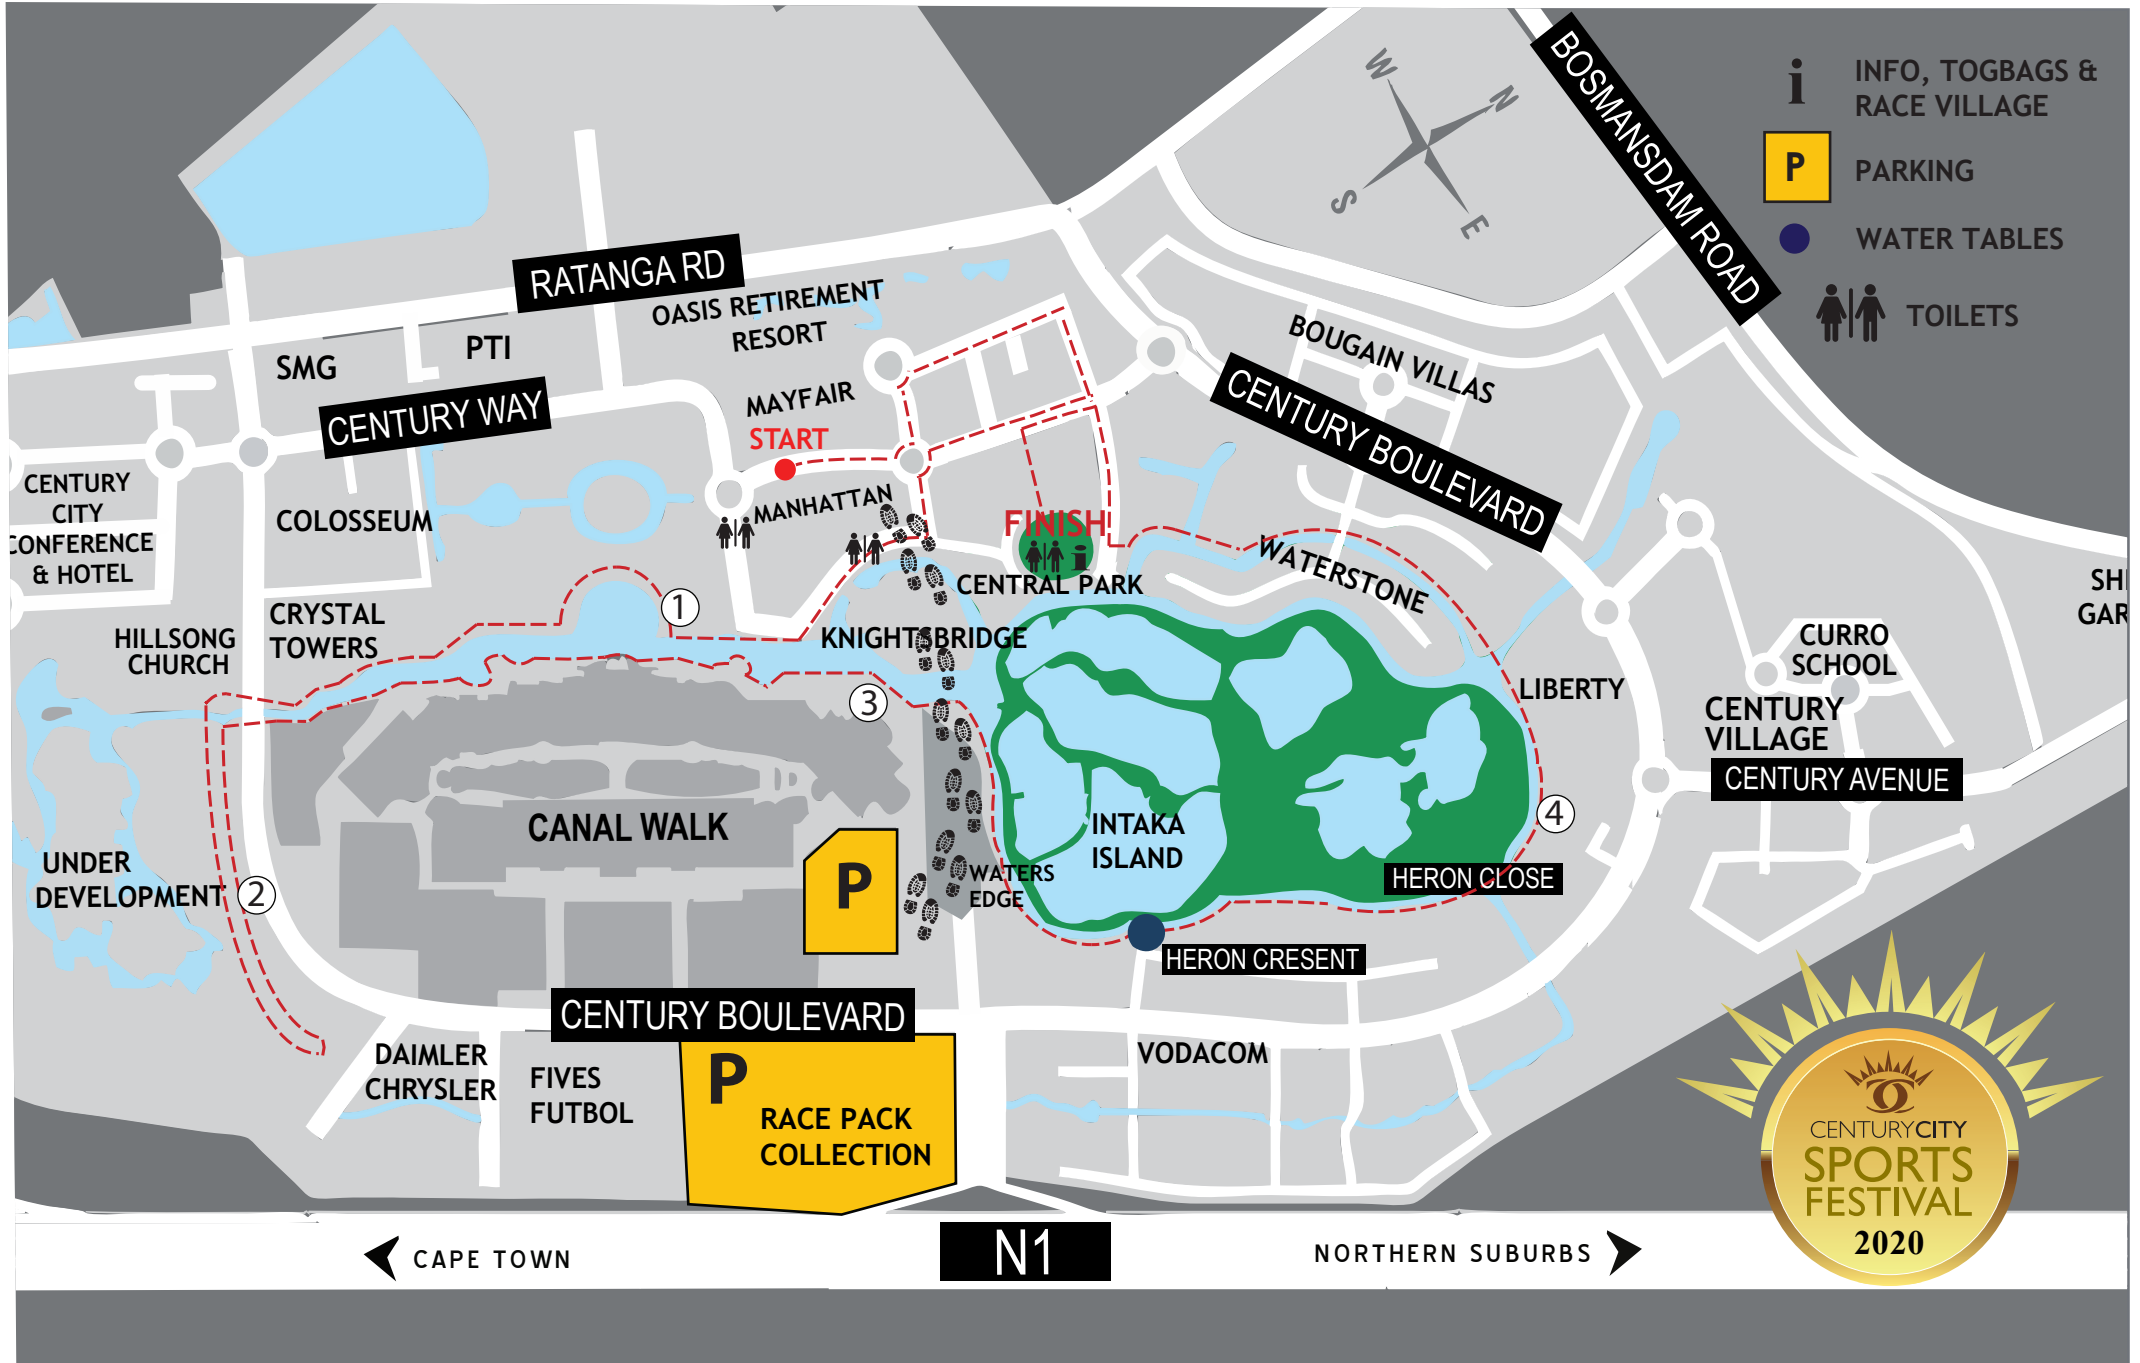 BOSMANSDAM ROAD
i
INFO, TOGBAGS &
RACE VILLAGE
P
PARKING
WATER TABLES
TOILETS
W
N
S
E
RATANGA RD
OASIS RETIREMENT
RESORT
SMG
PTI
CENTURY WAY
MAYFAIR
START
MANHATTAN
BOUGAIN VILLAS
CENTURY BOULEVARD
CENTURY
CITY
CONFERENCE
& HOTEL
COLOSSEUM
FINISH
i
CENTRAL PARK
WATERSTONE
CRYSTAL
TOWERS
HILLSONG
CHURCH
1
KNIGHTSBRIDGE
3
LIBERTY
CURRO
SCHOOL
CENTURY
VILLAGE
CENTURY AVENUE
SHI
GAR
CANAL WALK
P
INTAKA
ISLAND
4
WATERS
EDGE
HERON CLOSE
UNDER
DEVELOPMENT
2
HERON CRESENT
CENTURY BOULEVARD
DAIMLER
CHRYSLER
FIVES
FUTBOL
P
RACE PACK
COLLECTION
VODACOM
CENTURYCITY
SPORTS
FESTIVAL
2020
CAPE TOWN
N1
NORTHERN SUBURBS